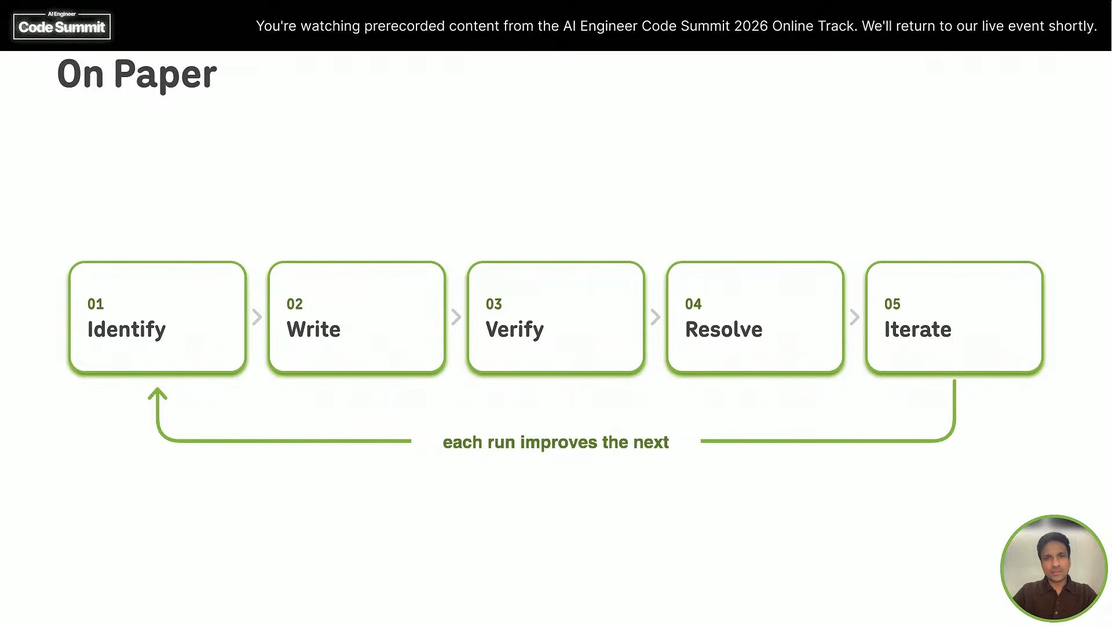 AI Engineer
Code Summit
You're watching prerecorded content from the AI Engineer Code Summit 2026 Online Track. We'll return to our live event shortly.
On Paper
01
Identify
02
Write
03
Verify
04
Resolve
05
Iterate
each run improves the next